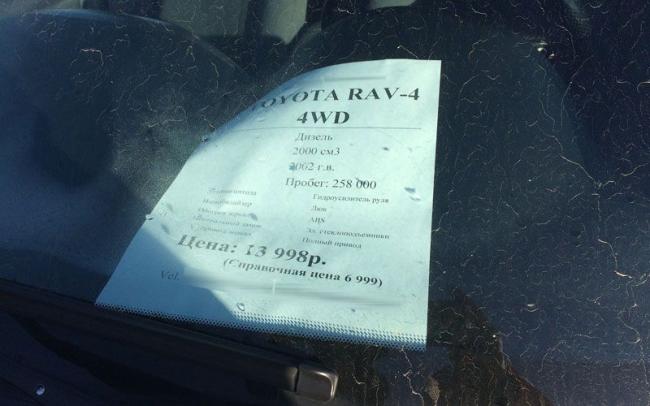 TOYOTA RAV-4
4WD
Дизель
2000 см3
2002 г.в.
Пробег: 258 000
Гидроусилитель руля
Люк
ABS
Эл. стеклоподъемники
Полный привод
Цена: 13 998р.
(Справочная цена 6 999)
Vel.